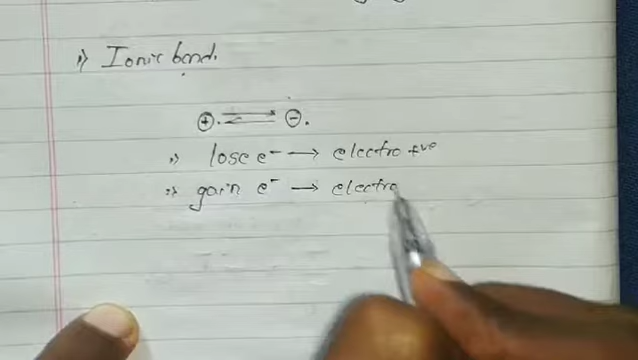 i) Ionic bond.
⊕. ⇌ ⊖.
i) lose e⁻ → electro +ve
ii) gain e⁻ → electro